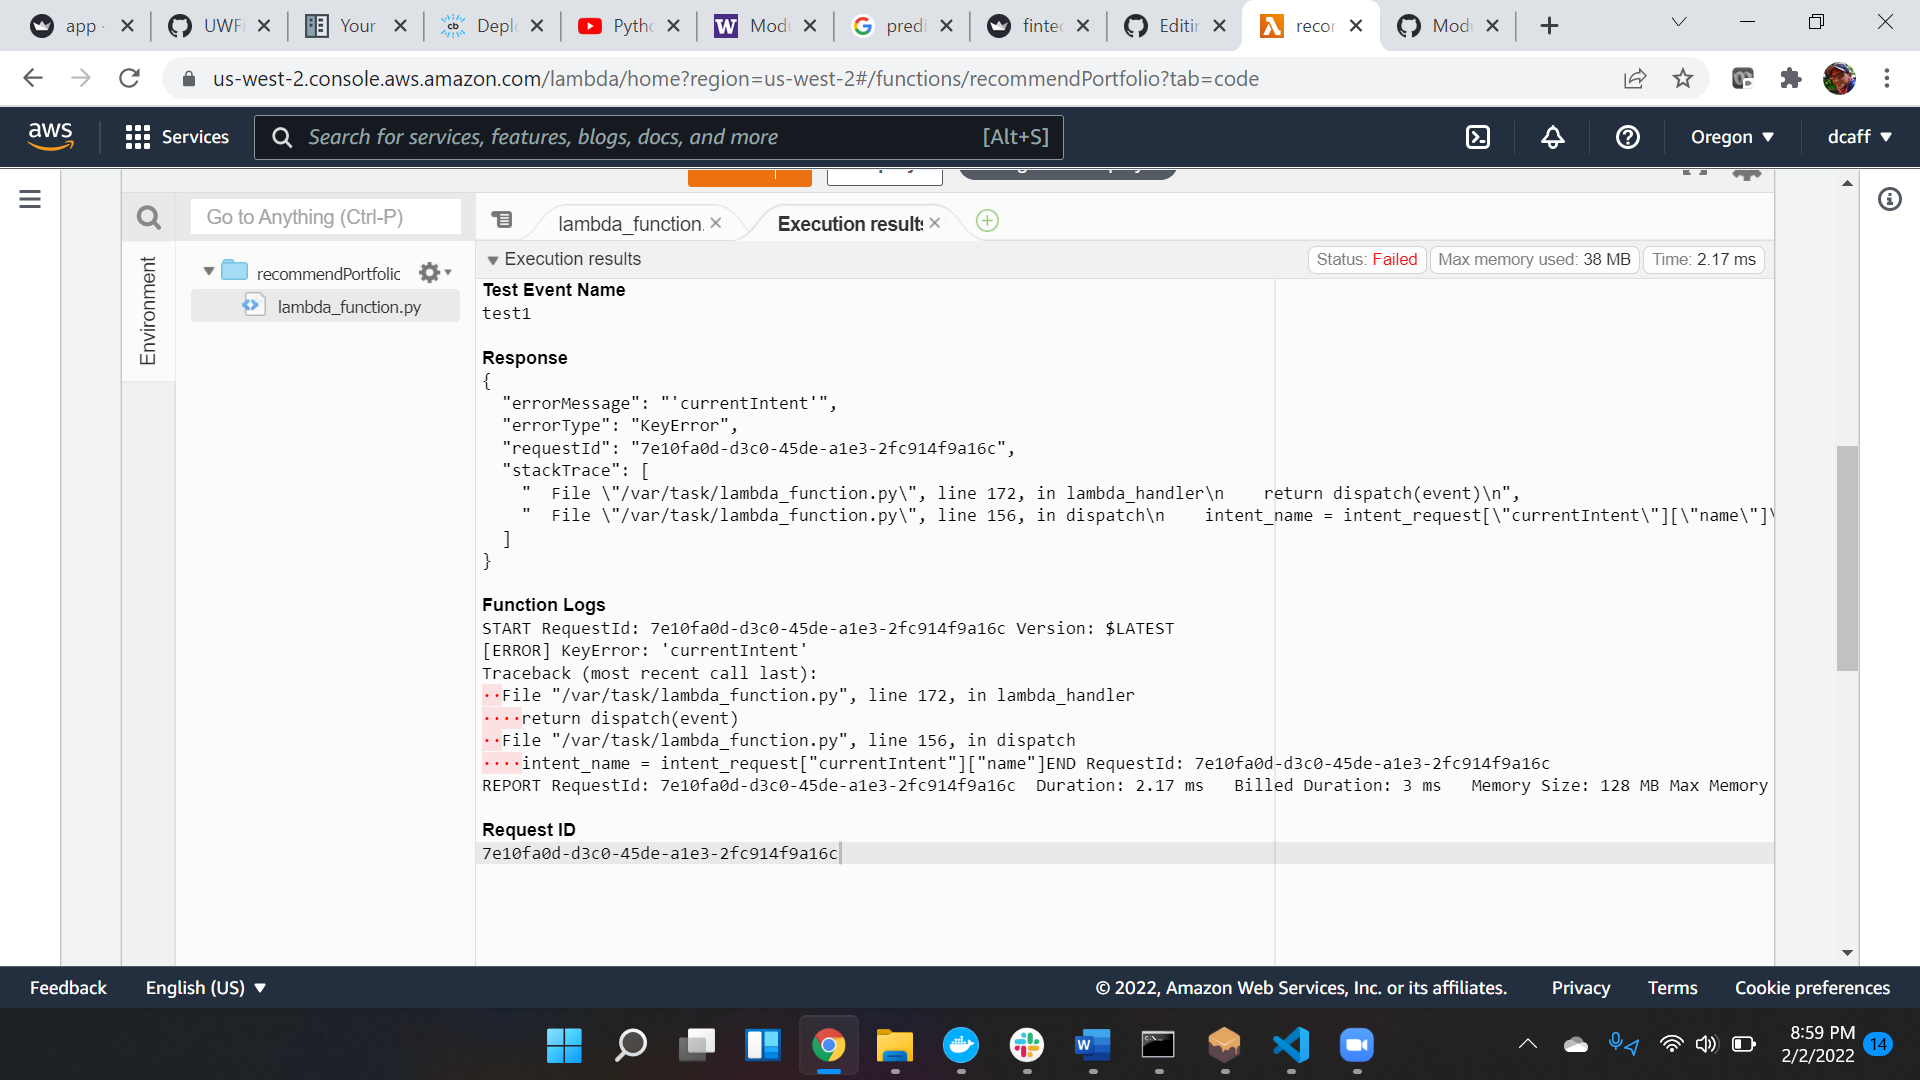 app
UWFi
Your
Deplo
Pytho
Modu
predi
fintec
Editin
recor
Modu
us-west-2.console.aws.amazon.com/lambda/home?region=us-west-2#/functions/recommendPortfolio?tab=code
aws
Services
Search for services, features, blogs, docs, and more
[Alt+S]
Oregon
dcaff
Go to Anything (Ctrl-P)
lambda_function.
Execution results
Environment
recommendPortfolic
lambda_function.py
Execution results
Status: Failed
Max memory used: 38 MB
Time: 2.17 ms
Test Event Name
test1
Response
{
"errorMessage": "'currentIntent'",
"errorType": "KeyError",
"requestId": "7e10fa0d-d3c0-45de-a1e3-2fc914f9a16c",
"stackTrace": [
"  File \"/var/task/lambda_function.py\", line 172, in lambda_handler\n    return dispatch(event)\n",
"  File \"/var/task/lambda_function.py\", line 156, in dispatch\n    intent_name = intent_request[\"currentIntent\"][\"name\"]\
]
}
Function Logs
START RequestId: 7e10fa0d-d3c0-45de-a1e3-2fc914f9a16c Version: $LATEST
[ERROR] KeyError: 'currentIntent'
Traceback (most recent call last):
··File "/var/task/lambda_function.py", line 172, in lambda_handler
····return dispatch(event)
··File "/var/task/lambda_function.py", line 156, in dispatch
····intent_name = intent_request["currentIntent"]["name"]END RequestId: 7e10fa0d-d3c0-45de-a1e3-2fc914f9a16c
REPORT RequestId: 7e10fa0d-d3c0-45de-a1e3-2fc914f9a16c  Duration: 2.17 ms   Billed Duration: 3 ms   Memory Size: 128 MB Max Memory
Request ID
7e10fa0d-d3c0-45de-a1e3-2fc914f9a16c
Feedback
English (US)
© 2022, Amazon Web Services, Inc. or its affiliates.
Privacy
Terms
Cookie preferences
8:59 PM
2/2/2022
14